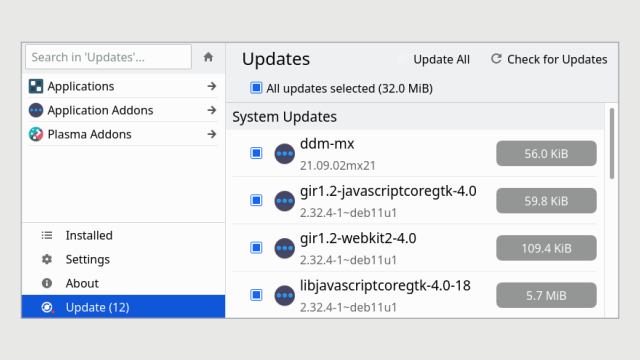 Search in 'Updates'...
Applications
Application Addons
Plasma Addons
Installed
Settings
About
Update (12)
Updates
Update All
Check for Updates
All updates selected (32.0 MiB)
System Updates
ddm-mx
21.09.02mx21
56.0 KiB
gir1.2-javascriptcoregtk-4.0
2.32.4-1~deb11u1
59.8 KiB
gir1.2-webkit2-4.0
2.32.4-1~deb11u1
109.4 KiB
libjavascriptcoregtk-4.0-18
2.32.4-1~deb11u1
5.7 MiB